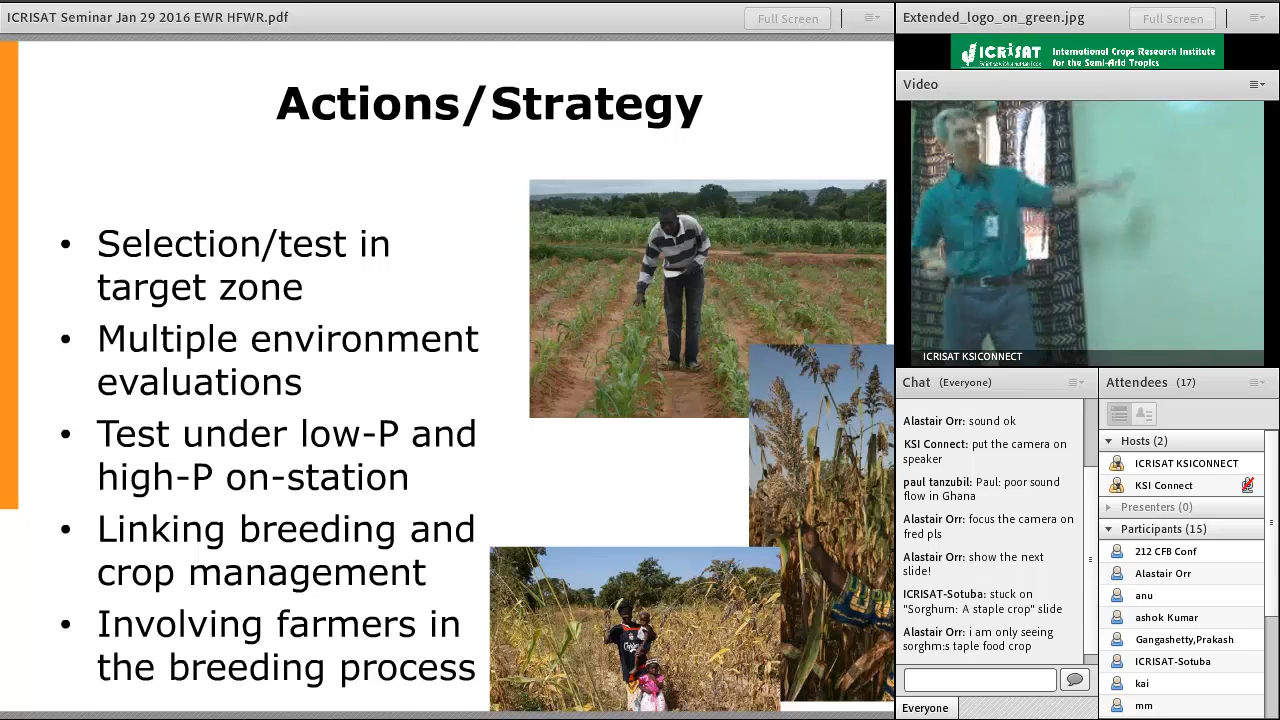 ICRISAT Seminar Jan 29 2016 EWR HFWR.pdf
Full Screen
Actions/Strategy
• Selection/test in
target zone
• Multiple environment
evaluations
• Test under low-P and
high-P on-station
• Linking breeding and
crop management
• Involving farmers in
the breeding process
Extended_logo_on_green.jpg
Full Screen
ICRISAT
International Crops Research Institute
for the Semi-Arid Tropics
Video
ICRISAT KSICONNECT
Chat (Everyone)
Alastair Orr: sound ok
KSI Connect: put the camera on
speaker
paul tanzubil: Paul: poor sound
flow in Ghana
Alastair Orr: focus the camera on
fred pls
Alastair Orr: show the next
slide!
ICRISAT-Sotuba: stuck on
"Sorghum: A staple crop" slide
Alastair Orr: i am only seeing
sorghm:s taple food crop
Everyone
Attendees (17)
Hosts (2)
ICRISAT KSICONNECT
KSI Connect
Presenters (0)
Participants (15)
212 CFB Conf
Alastair Orr
anu
ashok Kumar
Gangashetty,Prakash
ICRISAT-Sotuba
kai
mm